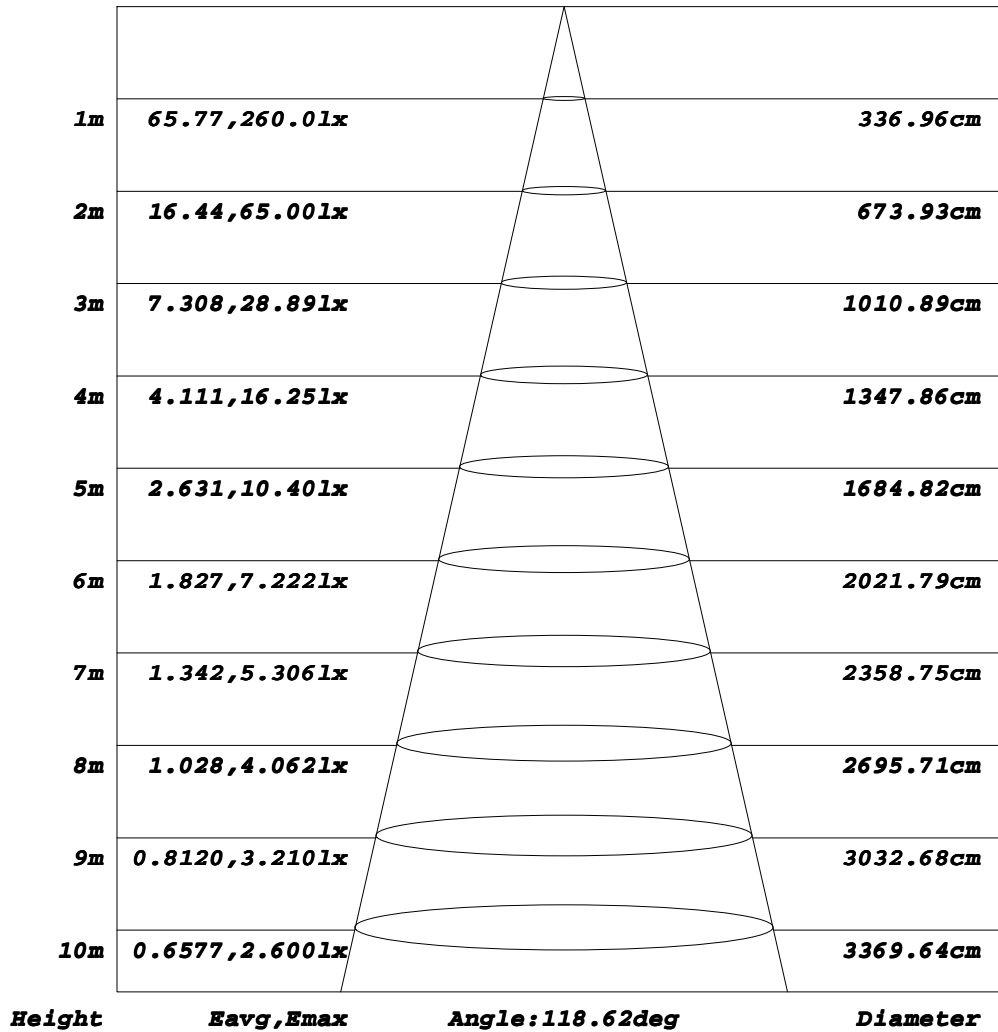 1m 65.77,260.0lx 336.96cm
2m 16.44,65.00lx 673.93cm
3m 7.308,28.89lx 1010.89cm
4m 4.111,16.25lx 1347.86cm
5m 2.631,10.40lx 1684.82cm
6m 1.827,7.222lx 2021.79cm
7m 1.342,5.306lx 2358.75cm
8m 1.028,4.062lx 2695.71cm
9m 0.8120,3.210lx 3032.68cm
10m 0.6577,2.600lx 3369.64cm
Height Eavg,Emax Angle:118.62deg Diameter